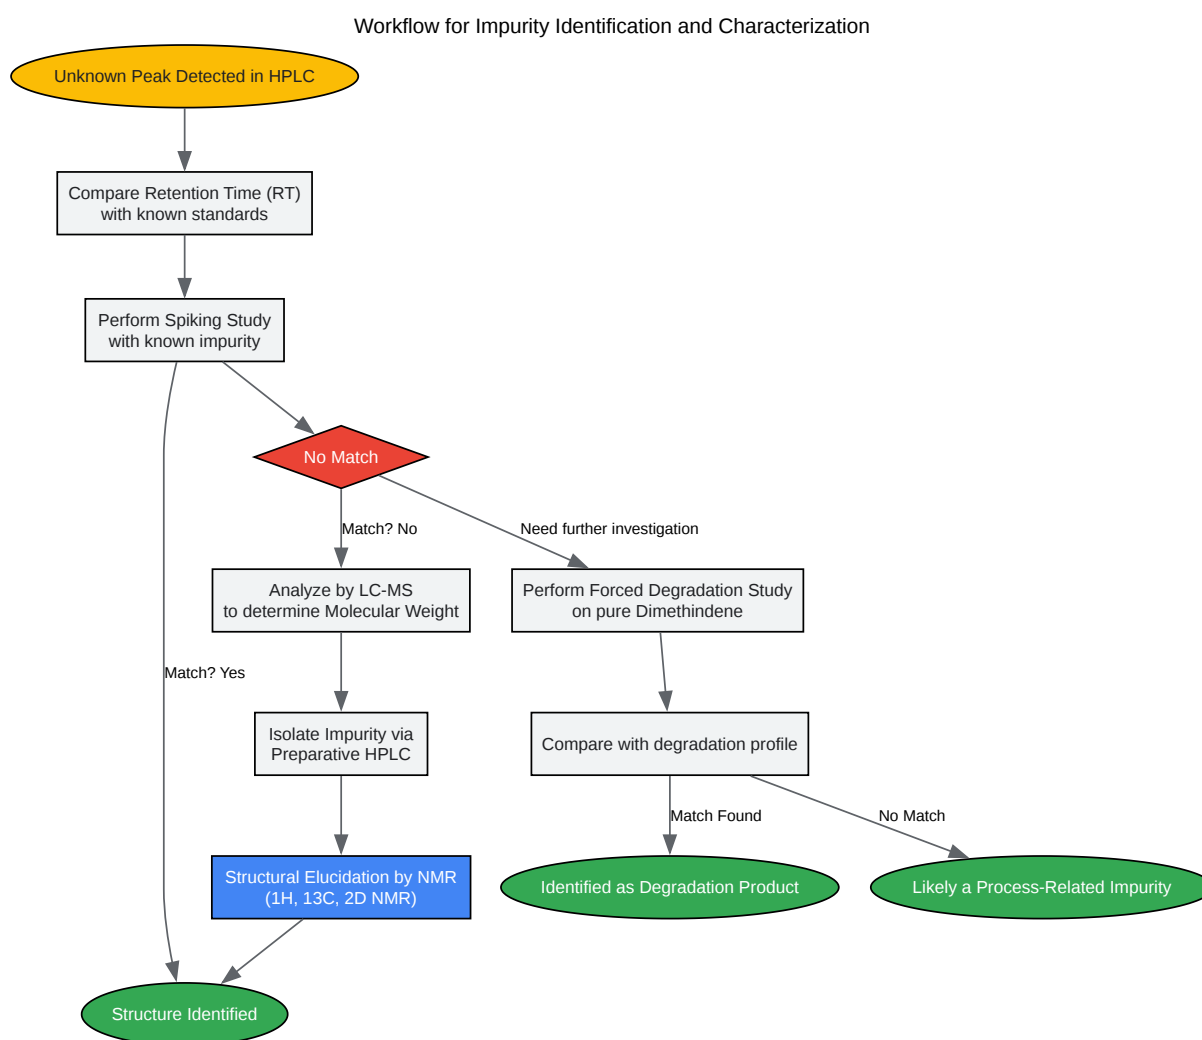 Workflow for Impurity Identification and Characterization
Unknown Peak Detected in HPLC
Compare Retention Time (RT)
with known standards
Perform Spiking Study
with known impurity
No Match
Match? No
Need further investigation
Analyze by LC-MS
to determine Molecular Weight
Perform Forced Degradation Study
on pure Dimethindene
Match? Yes
Isolate Impurity via
Preparative HPLC
Compare with degradation profile
Match Found
No Match
Structural Elucidation by NMR
(1H, 13C, 2D NMR)
Identified as Degradation Product
Likely a Process-Related Impurity
Structure Identified